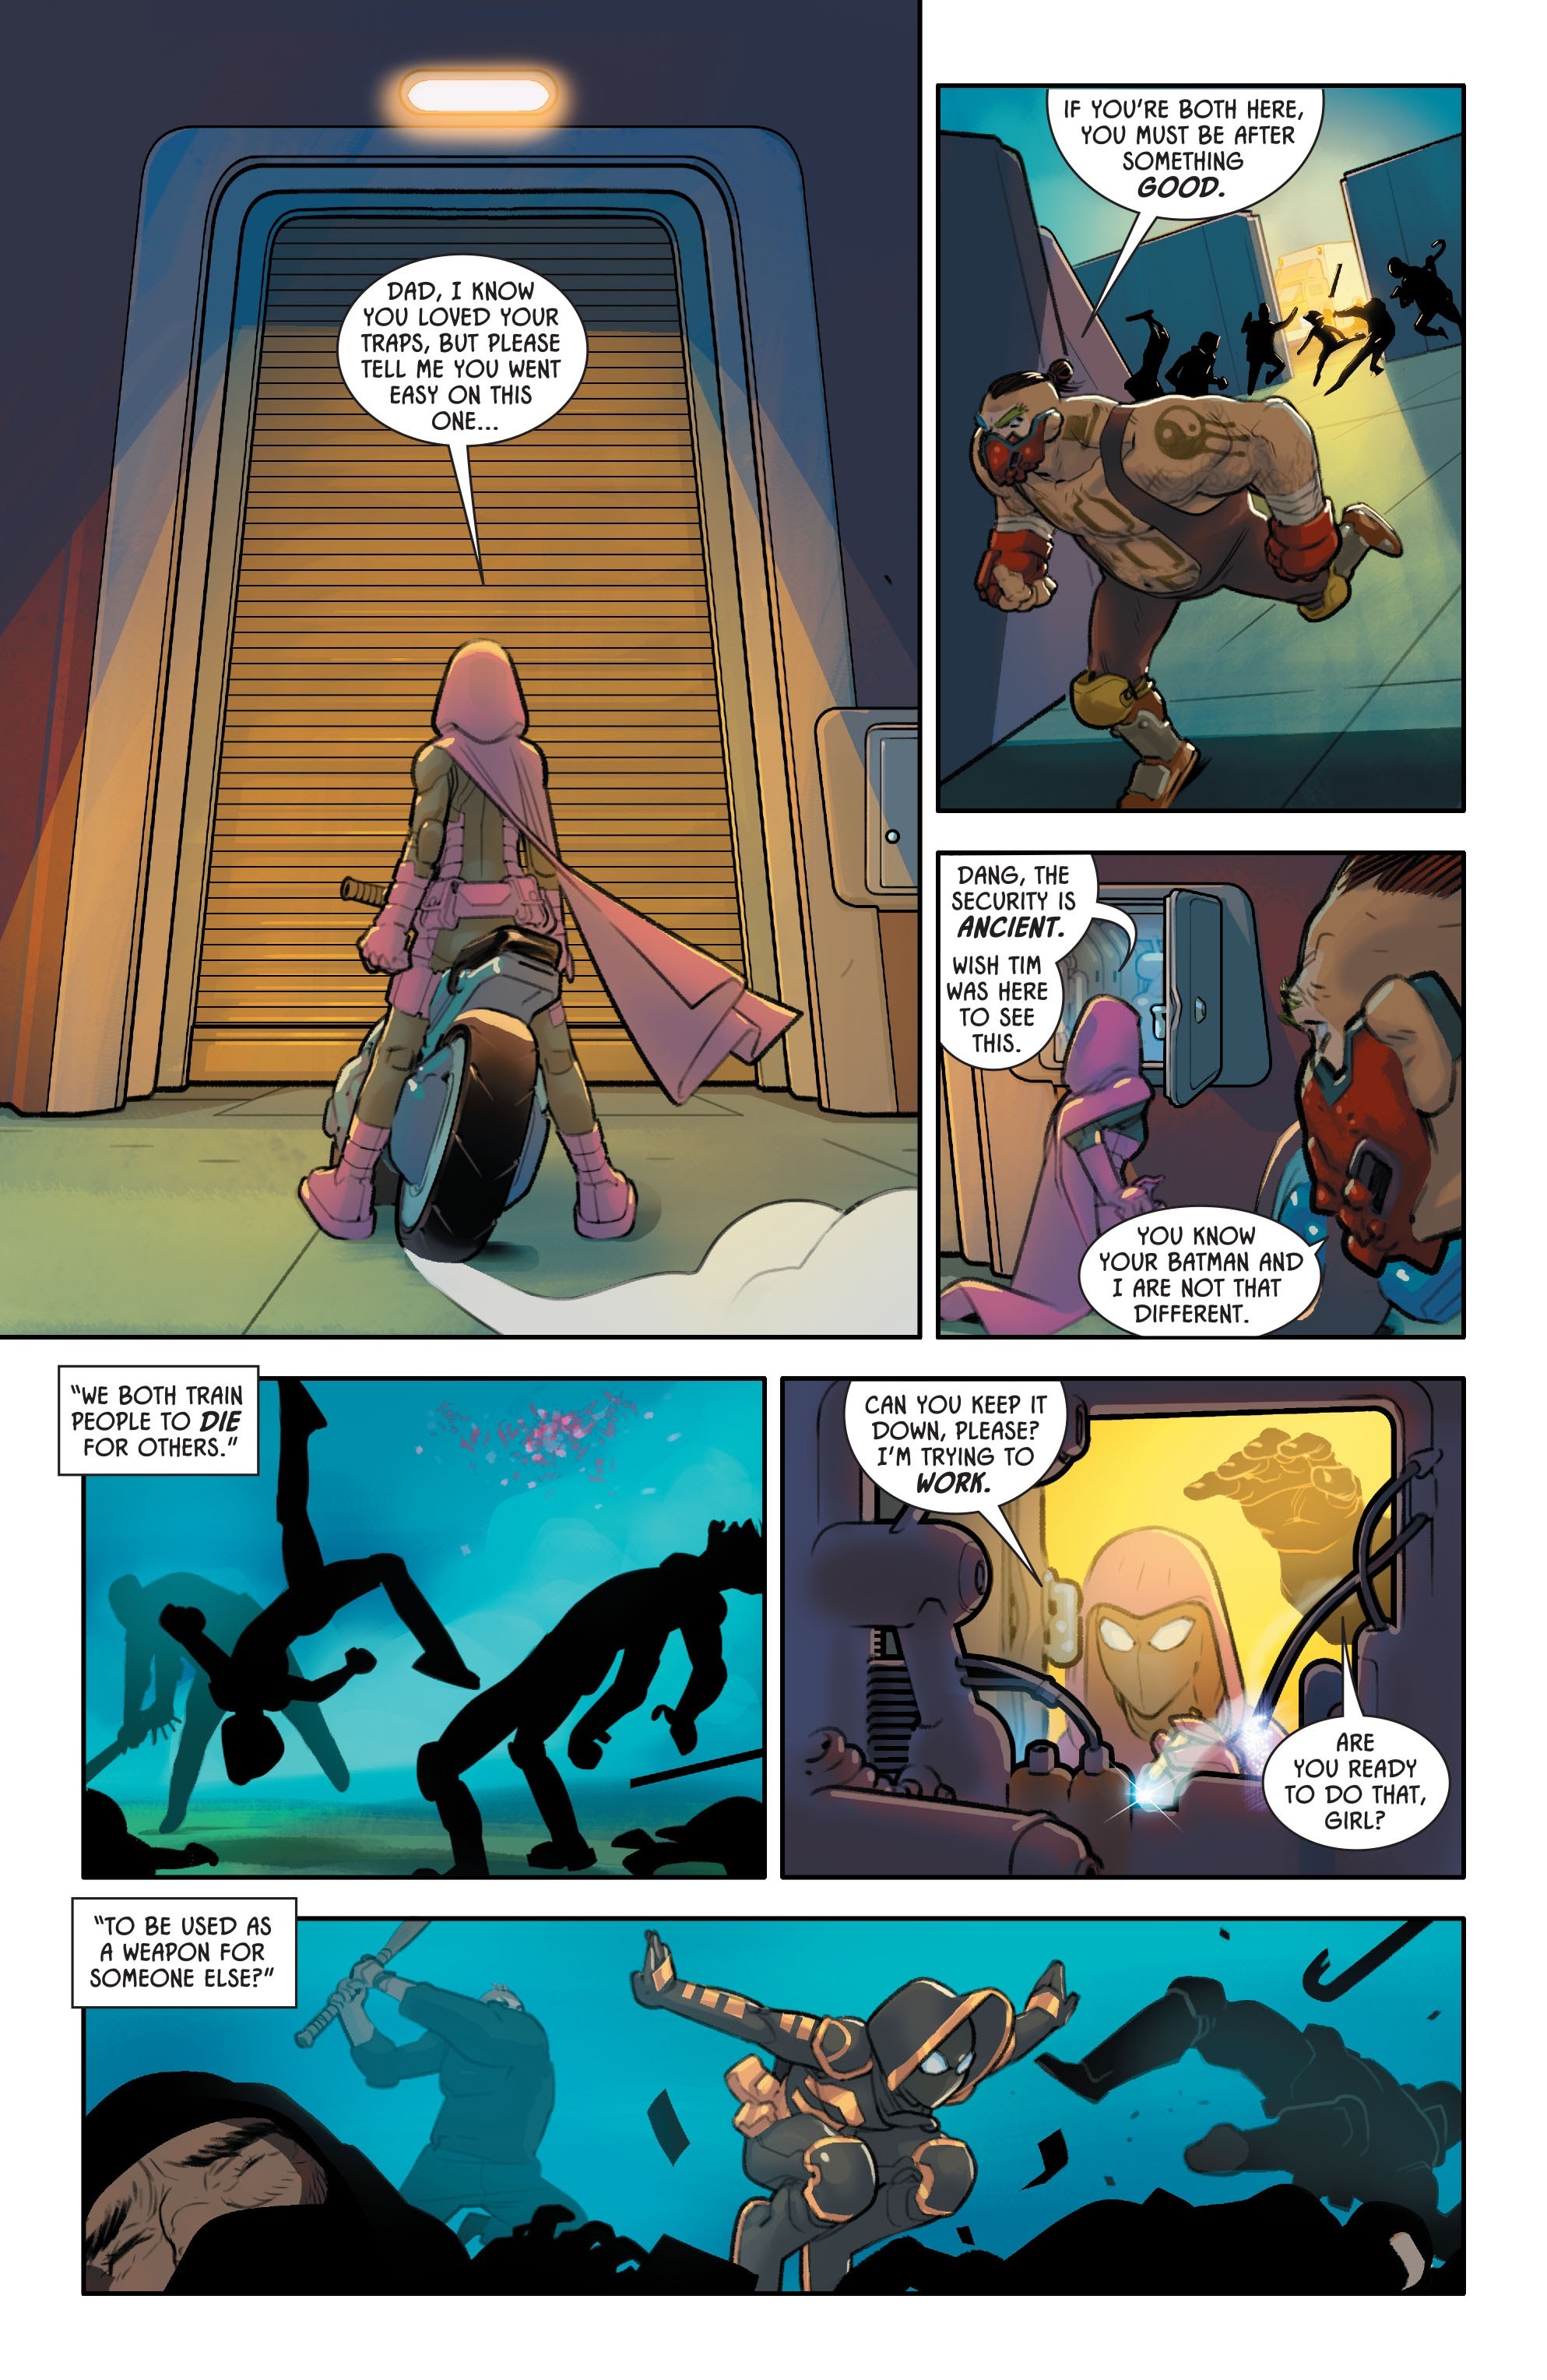 DAD, I KNOW
YOU LOVED YOUR
TRAPS, BUT PLEASE
TELL ME YOU WENT
EASY ON THIS
ONE...
IF YOU'RE BOTH HERE,
YOU MUST BE AFTER
SOMETHING
GOOD.
DANG, THE
SECURITY IS
ANCIENT.
WISH TIM
WAS HERE
TO SEE
THIS.
YOU KNOW
YOUR BATMAN AND
I ARE NOT THAT
DIFFERENT.
"WE BOTH TRAIN
PEOPLE TO DIE
FOR OTHERS."
CAN YOU KEEP IT
DOWN, PLEASE?
I'M TRYING TO
WORK.
ARE
YOU READY
TO DO THAT,
GIRL?
"TO BE USED AS
A WEAPON FOR
SOMEONE ELSE?"